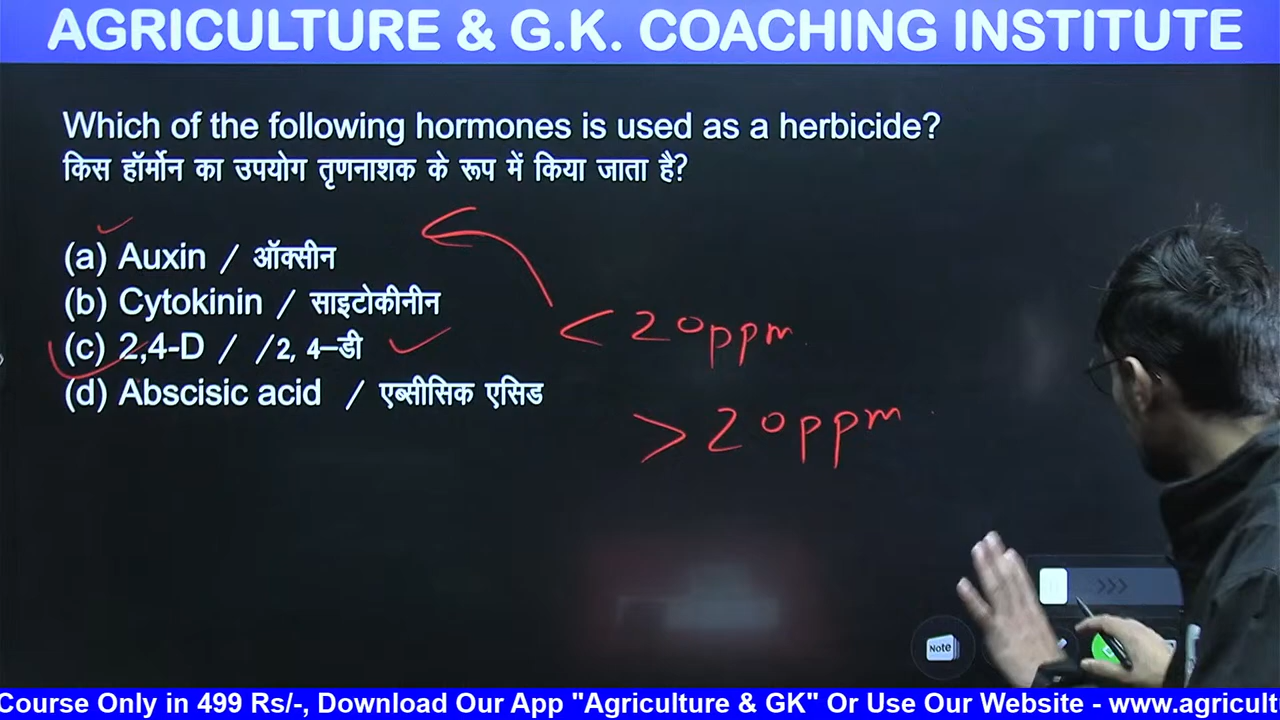 AGRICULTURE & G.K. COACHING INSTITUTE
Which of the following hormones is used as a herbicide?
किस हॉर्मोन का उपयोग तृणनाशक के रूप में किया जाता है?
(a) Auxin / ऑक्सीन
(b) Cytokinin / साइटोकीनीन
(c) 2,4-D / /2, 4–डी
(d) Abscisic acid / एब्सीसिक एसिड
< 20ppm
> 20ppm
Note
Course Only in 499 Rs/-, Download Our App "Agriculture & GK" Or Use Our Website - www.agricult